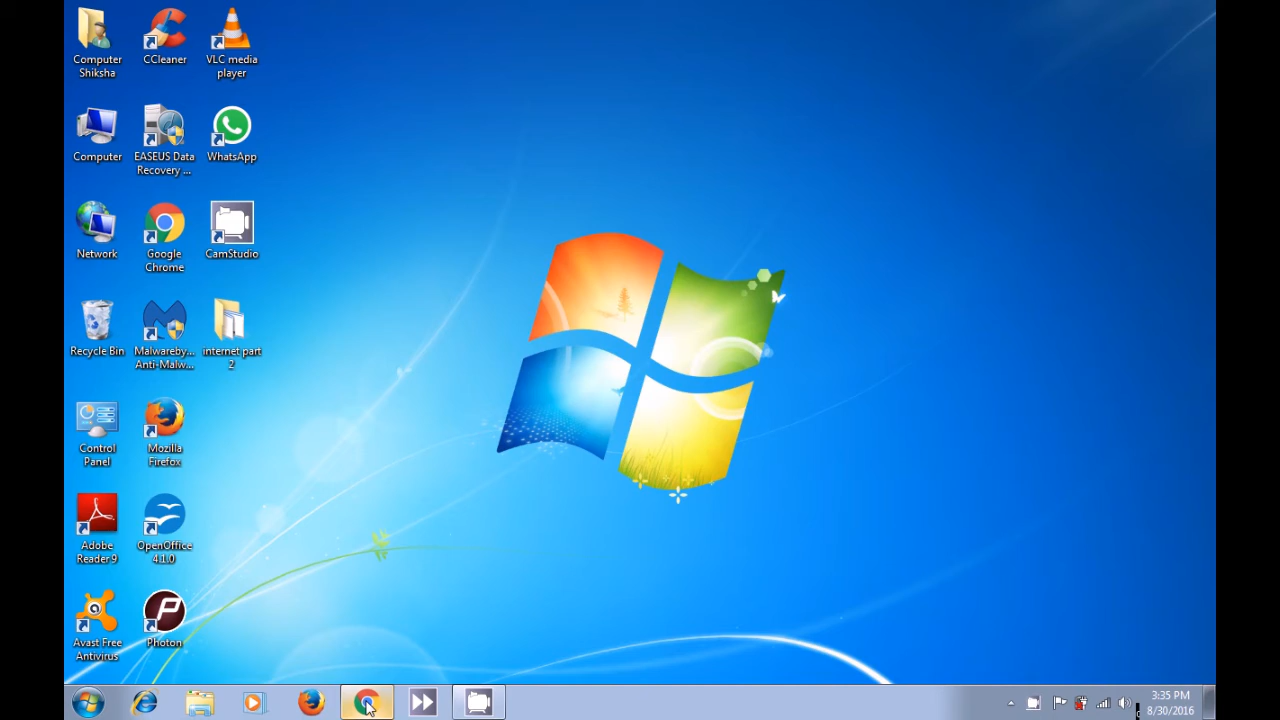 Computer
Shiksha
CCleaner
VLC media
player
Computer
EASEUS Data
Recovery ...
WhatsApp
Network
Google
Chrome
CamStudio
Recycle Bin
Malwareby...
Anti-Malw...
internet part
2
Control
Panel
Mozilla
Firefox
Adobe
Reader 9
OpenOffice
4.1.0
Avast Free
Antivirus
Photon
3:35 PM
8/30/2016